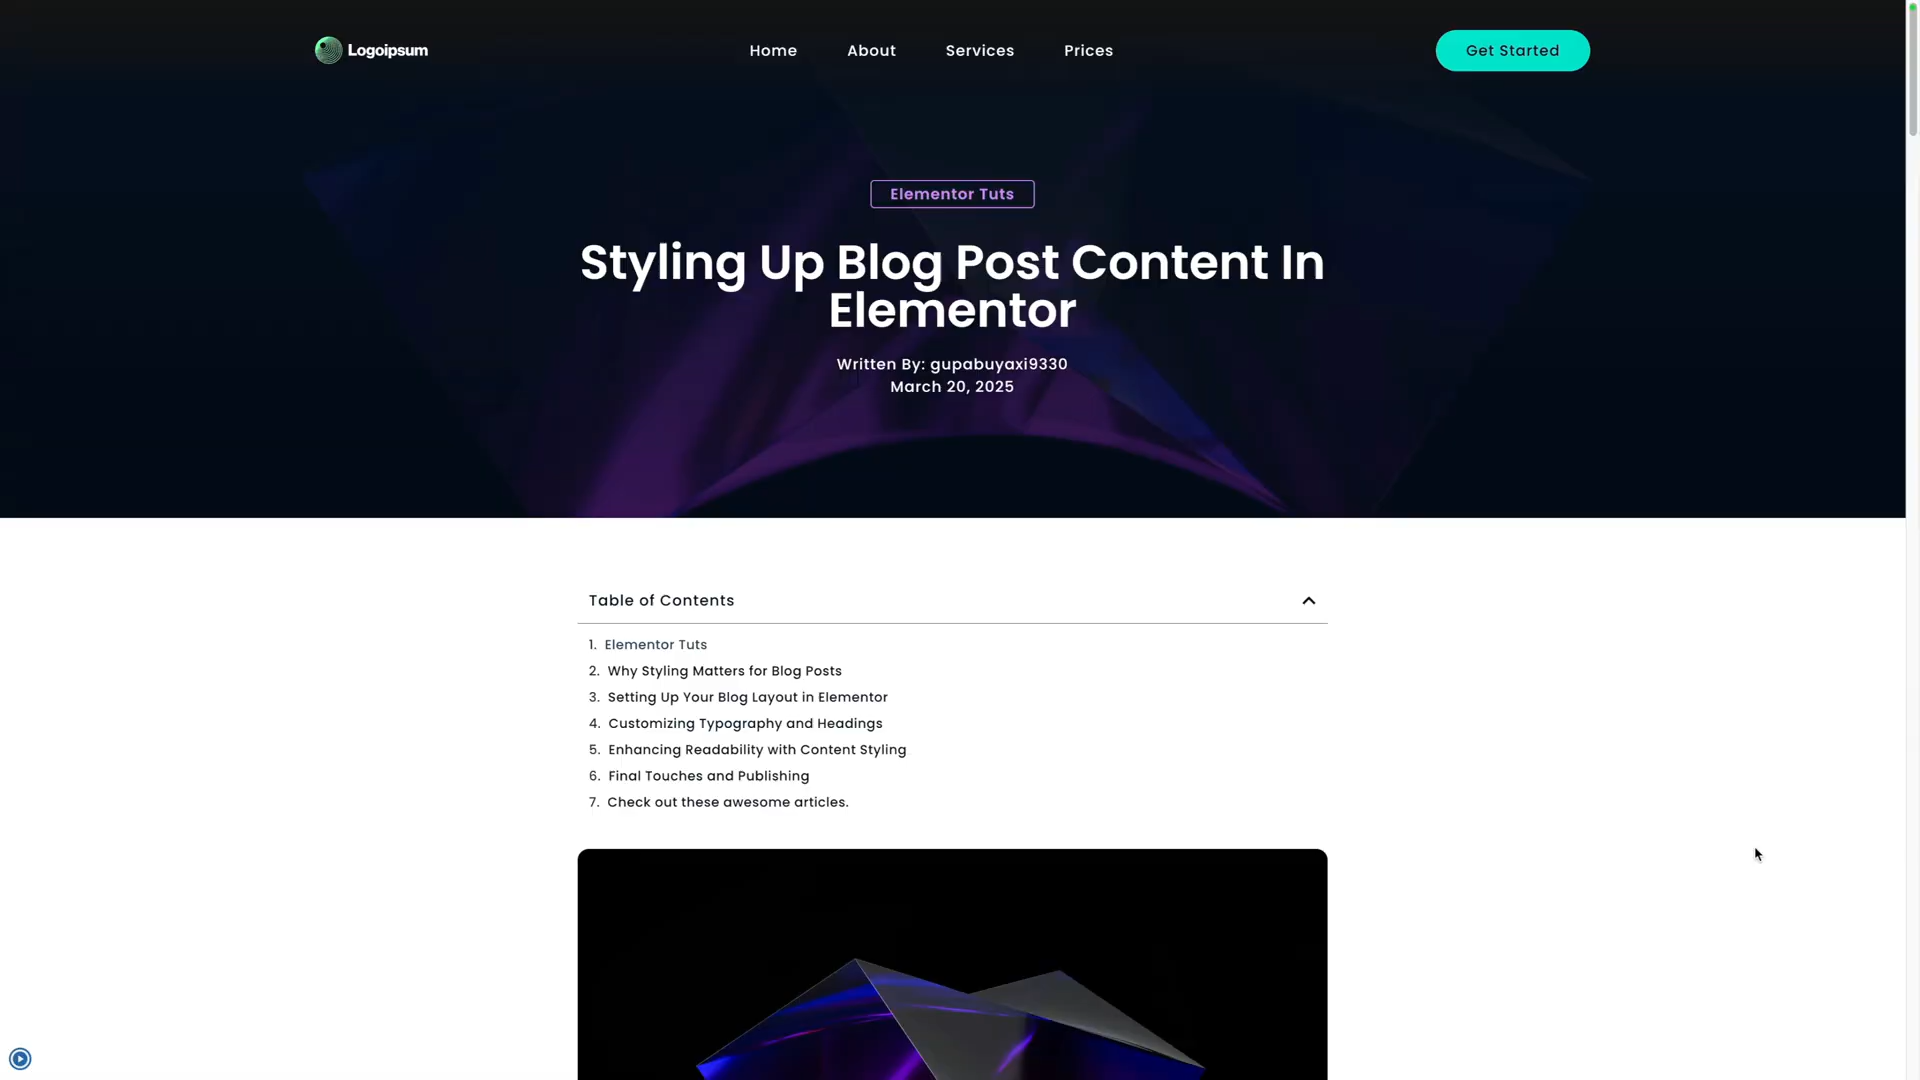 Logoipsum
Home
About
Services
Prices
Get Started
Elementor Tuts
Styling Up Blog Post Content In
Elementor
Written By: gupabuyaxi9330
March 20, 2025
Table of Contents
1. Elementor Tuts
2. Why Styling Matters for Blog Posts
3. Setting Up Your Blog Layout in Elementor
4. Customizing Typography and Headings
5. Enhancing Readability with Content Styling
6. Final Touches and Publishing
7. Check out these awesome articles.